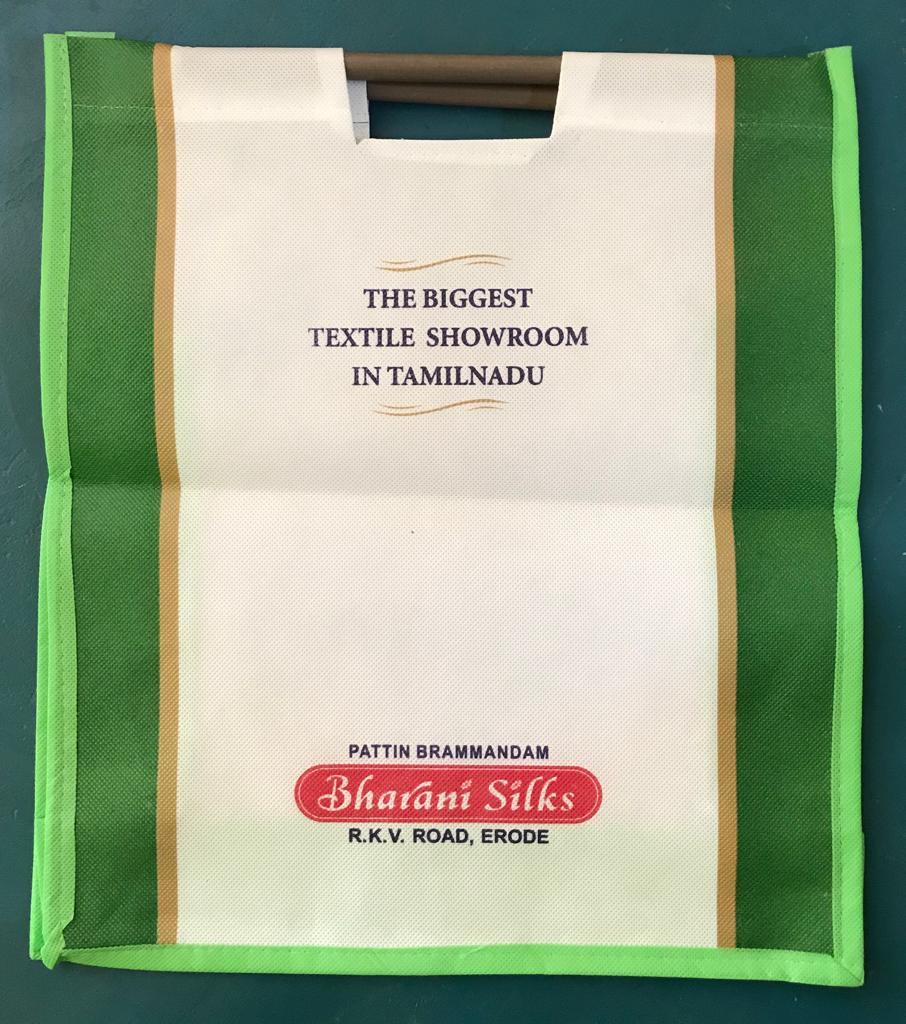 THE BIGGEST
TEXTILE SHOWROOM
IN TAMILNADU
PATTIN BRAMMANDAM
Bharani Silks
R.K.V. ROAD, ERODE